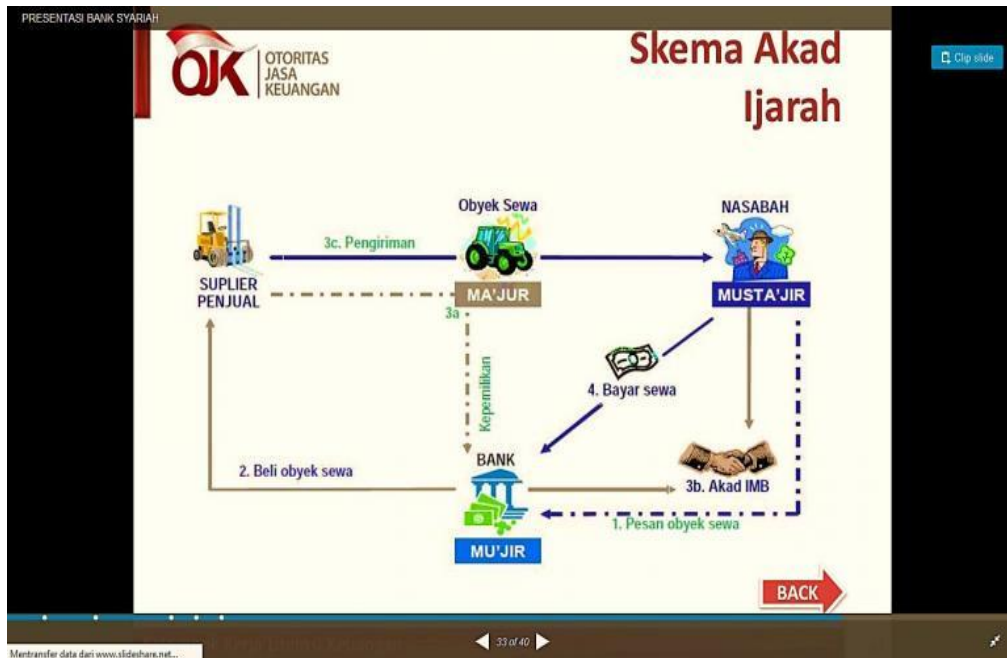 PRESENTASI BANK SYARIAH
OJK
OTORITAS
JASA
KEUANGAN
Skema Akad
Ijarah
Clip slide
Obyek Sewa
NASABAH
3c. Pengiriman
SUPLIER
PENJUAL
MA'JUR
MUSTA'JIR
3a
Kepemilikan
4. Bayar sewa
BANK
2. Beli obyek sewa
3b. Akad IMB
1. Pesan obyek sewa
MU'JIR
BACK
33 of 40
Mentransfer data dari www.slideshare.net...